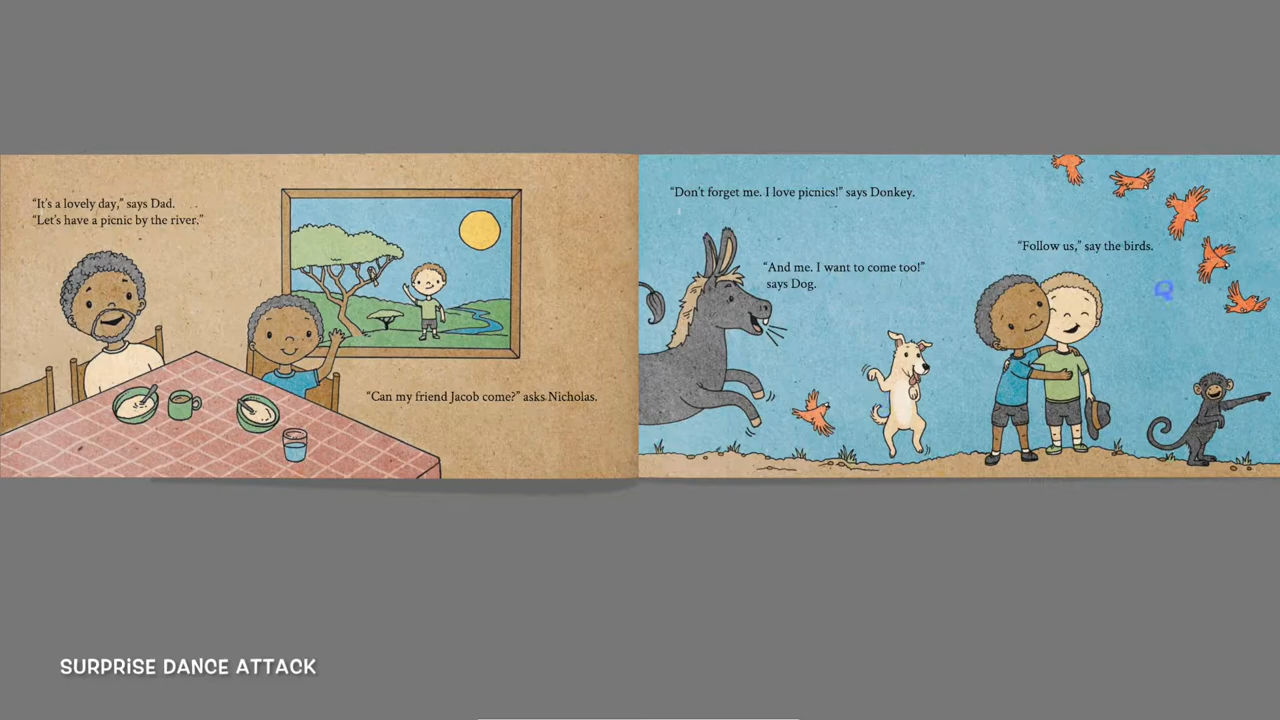 “It’s a lovely day,” says Dad.
“Let’s have a picnic by the river.”
“Can my friend Jacob come?” asks Nicholas.
“Don’t forget me. I love picnics!” says Donkey.
“And me. I want to come too!”
says Dog.
“Follow us,” say the birds.
SURPRISE DANCE ATTACK